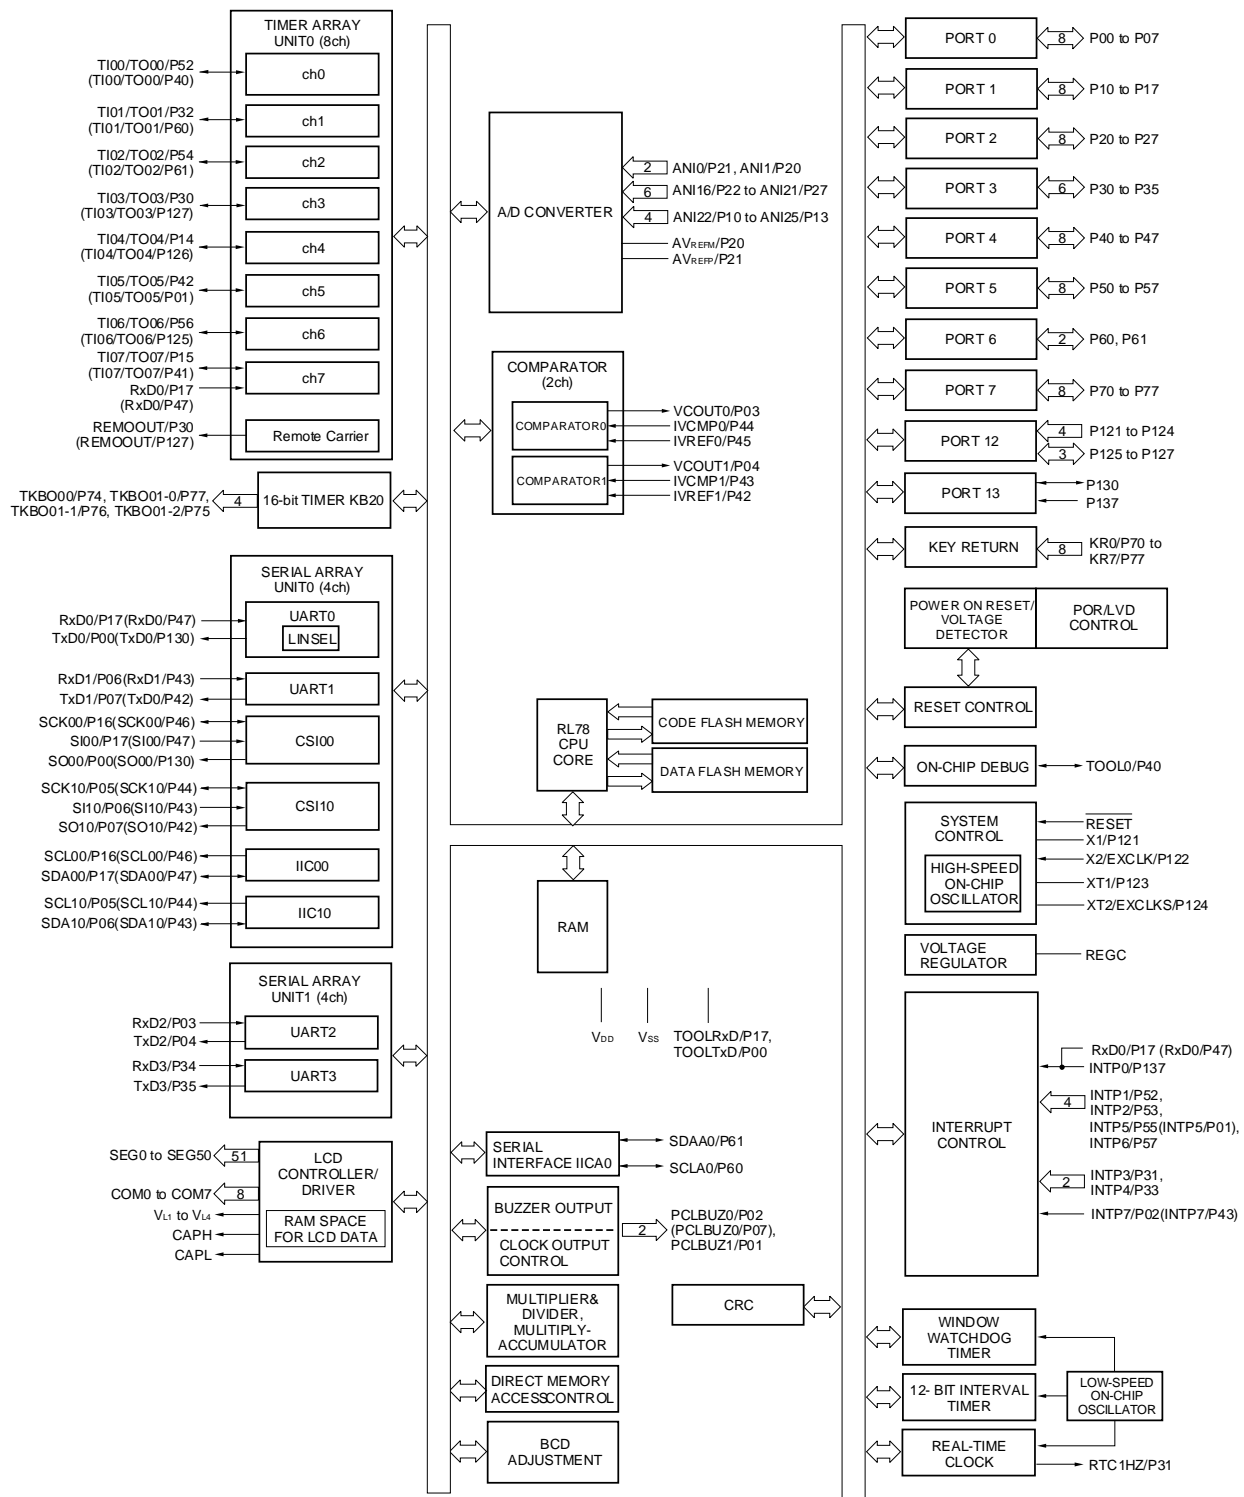 TIMER ARRAY
UNIT0 (8ch)
TI00/TO00/P52
(TI00/TO00/P40)
ch0
TI01/TO01/P32
(TI01/TO01/P60)
ch1
TI02/TO02/P54
(TI02/TO02/P61)
ch2
TI03/TO03/P30
(TI03/TO03/P127)
ch3
TI04/TO04/P14
(TI04/TO04/P126)
ch4
TI05/TO05/P42
(TI05/TO05/P01)
ch5
TI06/TO06/P56
(TI06/TO06/P125)
ch6
TI07/TO07/P15
(TI07/TO07/P41)
RxD0/P17
(RxD0/P47)
ch7
REMOOUT/P30
(REMOOUT/P127)
Remote Carrier
TKBO00/P74, TKBO01-0/P77,
TKBO01-1/P76, TKBO01-2/P75
4
16-bit TIMER KB20
SERIAL ARRAY
UNIT0 (4ch)
RxD0/P17(RxD0/P47)
TxD0/P00(TxD0/P130)
UART0
LINSEL
RxD1/P06(RxD1/P43)
TxD1/P07(TxD0/P42)
UART1
SCK00/P16(SCK00/P46)
SI00/P17(SI00/P47)
SO00/P00(SO00/P130)
CSI00
SCK10/P05(SCK10/P44)
SI10/P06(SI10/P43)
SO10/P07(SO10/P42)
CSI10
SCL00/P16(SCL00/P46)
SDA00/P17(SDA00/P47)
IIC00
SCL10/P05(SCL10/P44)
SDA10/P06(SDA10/P43)
IIC10
SERIAL ARRAY
UNIT1 (4ch)
RxD2/P03
TxD2/P04
UART2
RxD3/P34
TxD3/P35
UART3
SEG0 to SEG50
51
COM0 to COM7
8
VL1 to VL4
CAPH
CAPL
LCD
CONTROLLER/
DRIVER
RAM SPACE
FOR LCD DATA
A/D CONVERTER
2
ANI0/P21, ANI1/P20
6
ANI16/P22 to ANI21/P27
4
ANI22/P10 to ANI25/P13
AVREFM/P20
AVREFP/P21
COMPARATOR
(2ch)
COMPARATOR0
VCOUT0/P03
IVCMP0/P44
IVREF0/P45
COMPARATOR1
VCOUT1/P04
IVCMP1/P43
IVREF1/P42
RL78
CPU
CORE
CODE FLASH MEMORY
DATA FLASH MEMORY
RAM
VDD
VSS
TOOLRxD/P17,
TOOLTxD/P00
SERIAL
INTERFACE IICA0
SDAA0/P61
SCLA0/P60
BUZZER OUTPUT
CLOCK OUTPUT
CONTROL
2
PCLBUZ0/P02
(PCLBUZ0/P07),
PCLBUZ1/P01
MULTIPLIER&
DIVIDER,
MULITIPLY-
ACCUMULATOR
DIRECT MEMORY
ACCESSCONTROL
BCD
ADJUSTMENT
CRC
PORT 0
8
P00 to P07
PORT 1
8
P10 to P17
PORT 2
8
P20 to P27
PORT 3
6
P30 to P35
PORT 4
8
P40 to P47
PORT 5
8
P50 to P57
PORT 6
2
P60, P61
PORT 7
8
P70 to P77
PORT 12
4
P121 to P124
3
P125 to P127
PORT 13
P130
P137
KEY RETURN
8
KR0/P70 to
KR7/P77
POWER ON RESET/
VOLTAGE
DETECTOR
POR/LVD
CONTROL
RESET CONTROL
ON-CHIP DEBUG
TOOL0/P40
SYSTEM
CONTROL
HIGH-SPEED
ON-CHIP
OSCILLATOR
RESET
X1/P121
X2/EXCLK/P122
XT1/P123
XT2/EXCLKS/P124
VOLTAGE
REGULATOR
REGC
INTERRUPT
CONTROL
RxD0/P17 (RxD0/P47)
INTP0/P137
4
INTP1/P52,
INTP2/P53,
INTP5/P55(INTP5/P01),
INTP6/P57
2
INTP3/P31,
INTP4/P33
INTP7/P02(INTP7/P43)
WINDOW
WATCHDOG
TIMER
12- BIT INTERVAL
TIMER
LOW-SPEED
ON-CHIP
OSCILLATOR
REAL-TIME
CLOCK
RTC1HZ/P31